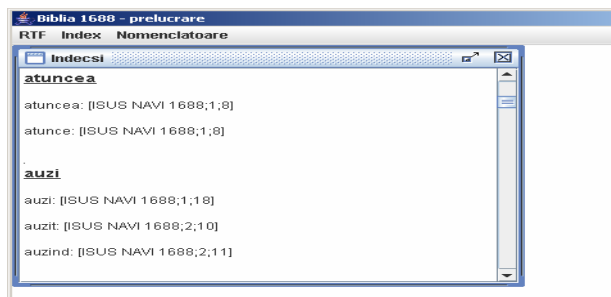 Biblia 1688 - prelucrare
RTF Index Nomenclatoare
Indecsi
atuncea
atuncea: [ISUS NAVI 1688;1;8]
atunce: [ISUS NAVI 1688;1;8]
auzi
auzi: [ISUS NAVI 1688;1;18]
auzit: [ISUS NAVI 1688;2;10]
auzind: [ISUS NAVI 1688;2;11]